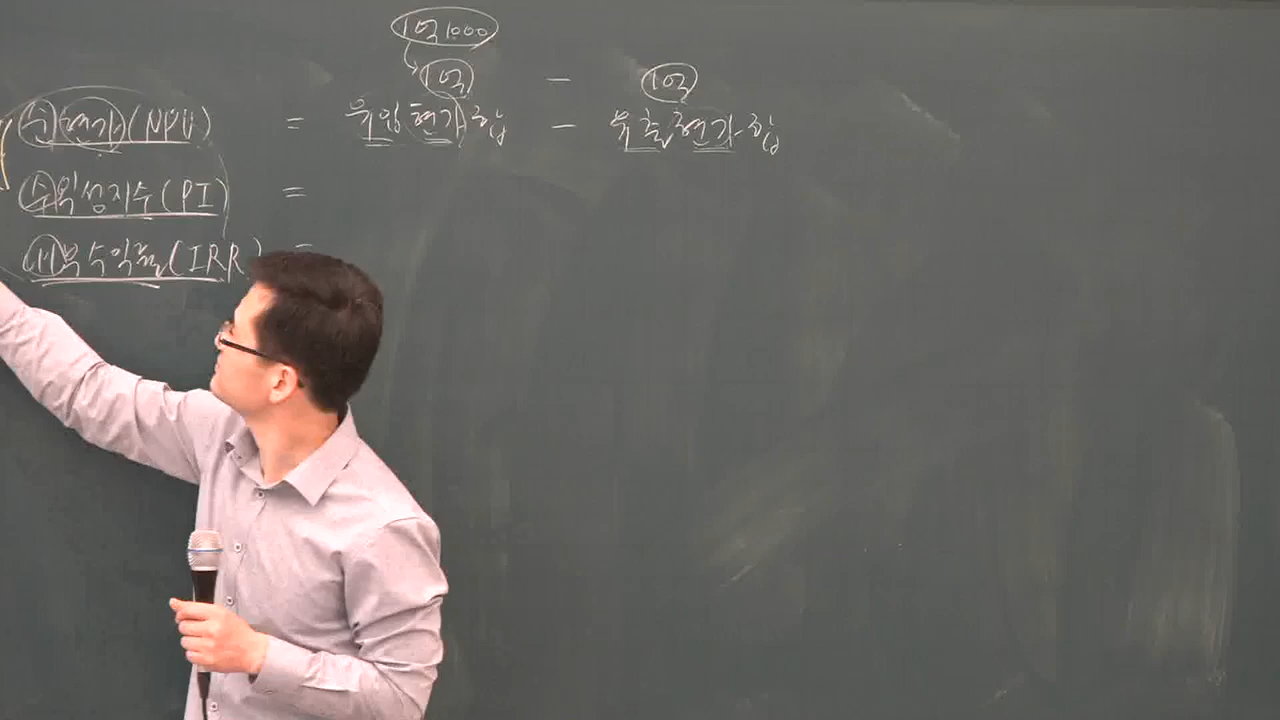 1억1000
1억 - 1억
순현가(NPV) = 유입현가합 - 유출현가합
수익성지수(PI) =
내부수익률(IRR) =